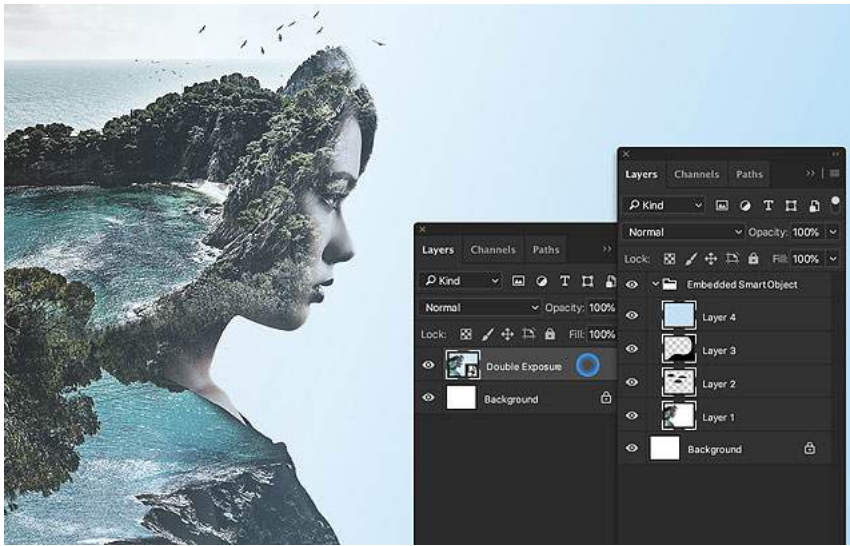 Layers Channels Paths
Kind
Normal Opacity: 100%
Lock: Fill: 100%
Double Exposure
Background
Layers Channels Paths
Kind
Normal Opacity: 100%
Lock: Fill: 100%
Embedded Smart Object
Layer 4
Layer 3
Layer 2
Layer 1
Background